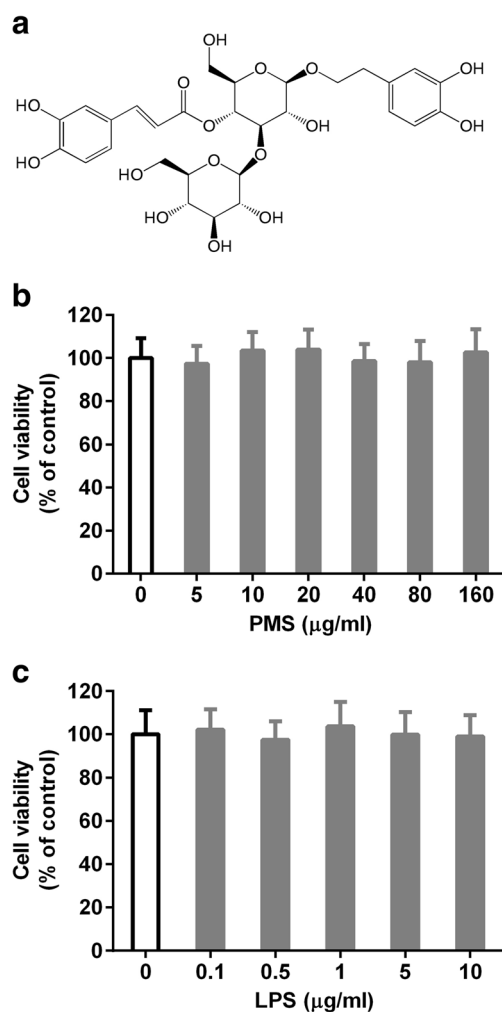 a
OH
HO
HO
O
O
O
O
OH
O
O
OH
OH
HO
O
HO
OH
OH
b
Cell viability
(% of control)
120
100
80
60
40
20
0
0 5 10 20 40 80 160
PMS (μg/ml)
c
Cell viability
(% of control)
120
100
80
60
40
20
0
0 0.1 0.5 1 5 10
LPS (μg/ml)